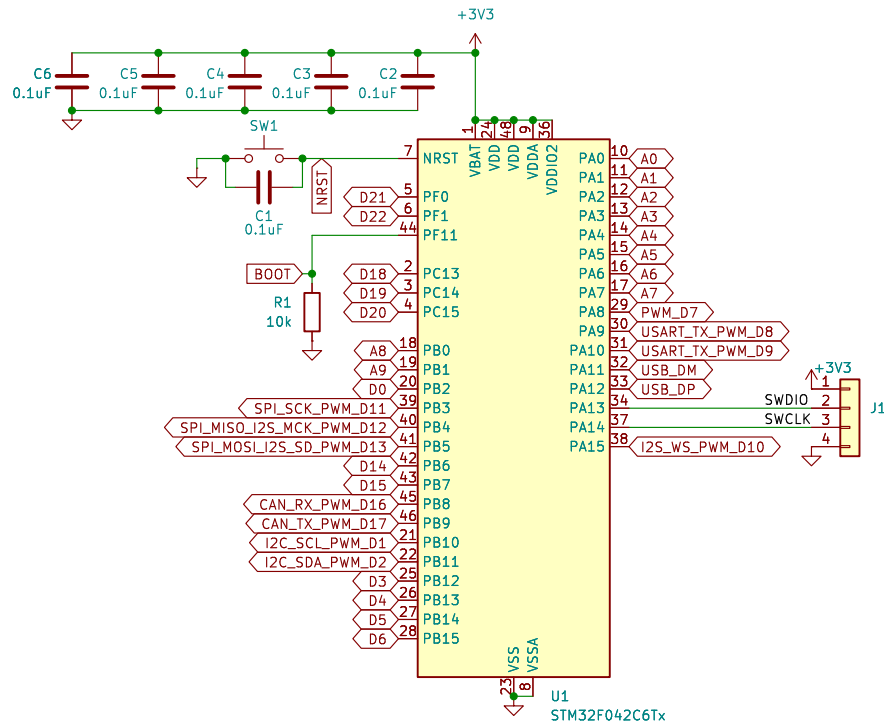 +3V3
C6 0.1uF
C5 0.1uF
C4 0.1uF
C3 0.1uF
C2 0.1uF
SW1
C1
0.1uF
NRST
1 VBAT
24 VDD
48 VDD
9 VDDA
36 VDDIO2
7 NRST
D21 5 PF0
D22 6 PF1
44 PF11
BOOT
R1
10k
D18 2 PC13
D19 3 PC14
D20 4 PC15
A8 18 PB0
A9 19 PB1
D0 20 PB2
SPI_SCK_PWM_D11 39 PB3
SPI_MISO_I2S_MCK_PWM_D12 40 PB4
SPI_MOSI_I2S_SD_PWM_D13 41 PB5
D14 42 PB6
D15 43 PB7
CAN_RX_PWM_D16 45 PB8
CAN_TX_PWM_D17 46 PB9
I2C_SCL_PWM_D1 21 PB10
I2C_SDA_PWM_D2 22 PB11
D3 25 PB12
D4 26 PB13
D5 27 PB14
D6 28 PB15
PA0 10 A0
PA1 11 A1
PA2 12 A2
PA3 13 A3
PA4 14 A4
PA5 15 A5
PA6 16 A6
PA7 17 A7
PA8 29 PWM_D7
PA9 30 USART_TX_PWM_D8
PA10 31 USART_TX_PWM_D9
PA11 32 USB_DM
PA12 33 USB_DP
PA13 34 SWDIO
PA14 37 SWCLK
PA15 38 I2S_WS_PWM_D10
+3V3
1
2
3
4
J1
VSS 23
VSSA 8
U1
STM32F042C6Tx